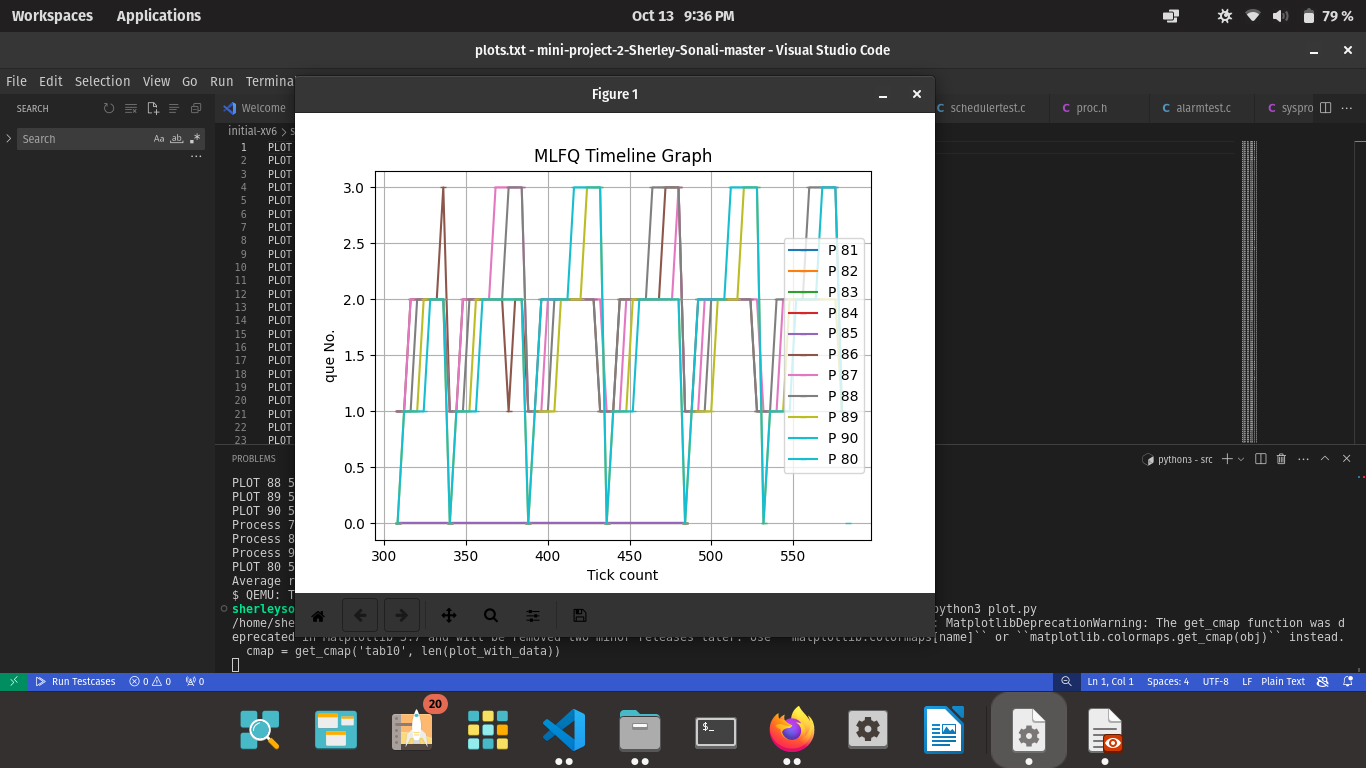 Workspaces Applications Oct 13 9:36 PM 79 %
plots.txt - mini-project-2-Sherley-Sonali-master - Visual Studio Code
File Edit Selection View Go Run Termina
Figure 1
SEARCH
Welcome
schedulertest.c
proc.h
alarmtest.c
syspro
Search
Aa ab
initial-xv6 > s
1 PLOT
2 PLOT
3 PLOT
4 PLOT
5 PLOT
6 PLOT
7 PLOT
8 PLOT
9 PLOT
10 PLOT
11 PLOT
12 PLOT
13 PLOT
14 PLOT
15 PLOT
16 PLOT
17 PLOT
18 PLOT
19 PLOT
20 PLOT
21 PLOT
22 PLOT
23 PLOT
MLFQ Timeline Graph
3.0
2.5
2.0
1.5
1.0
0.5
0.0
que No.
300 350 400 450 500 550
Tick count
P 81
P 82
P 83
P 84
P 85
P 86
P 87
P 88
P 89
P 90
P 80
PROBLEMS
python3 - src
PLOT 88 5
PLOT 89 5
PLOT 90 5
Process 7
Process 8
Process 9
PLOT 80 5
Average r
$ QEMU: T
sherleyso
python3 plot.py
/home/she
: MatplotlibDeprecationWarning: The get_cmap function was d
eprecated in Matplotlib 3.7 and will be removed two minor releases later. Use ``matplotlib.colormaps[name]`` or ``matplotlib.colormaps.get_cmap(obj)`` instead.
cmap = get_cmap('tab10', len(plot_with_data))
Run Testcases 0 0 0 Ln 1, Col 1 Spaces: 4 UTF-8 LF Plain Text
20
$_